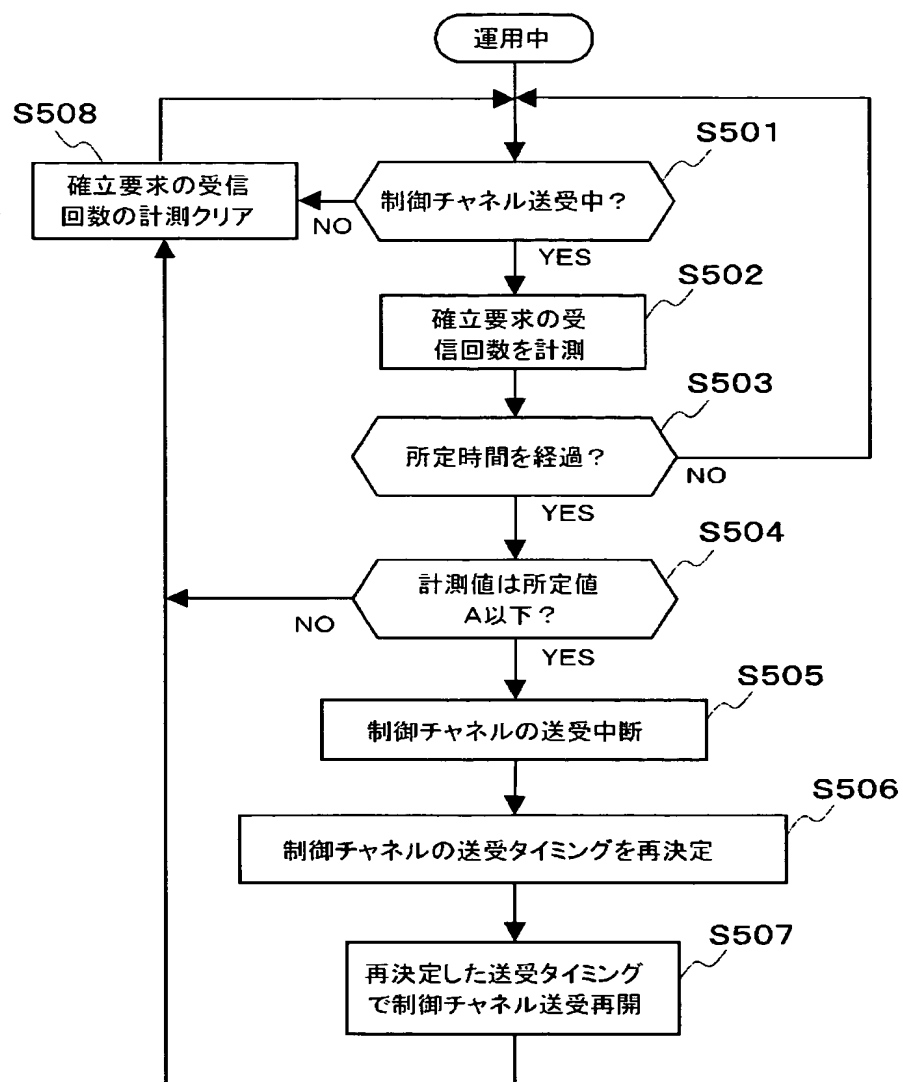 運用中
S508
確立要求の受信
回数の計測クリア
S501
制御チャネル送受中？
NO
YES
S502
確立要求の受
信回数を計測
S503
所定時間を経過？
NO
YES
S504
計測値は所定値
A以下？
NO
YES
S505
制御チャネルの送受中断
S506
制御チャネルの送受タイミングを再決定
S507
再決定した送受タイミング
で制御チャネル送受再開